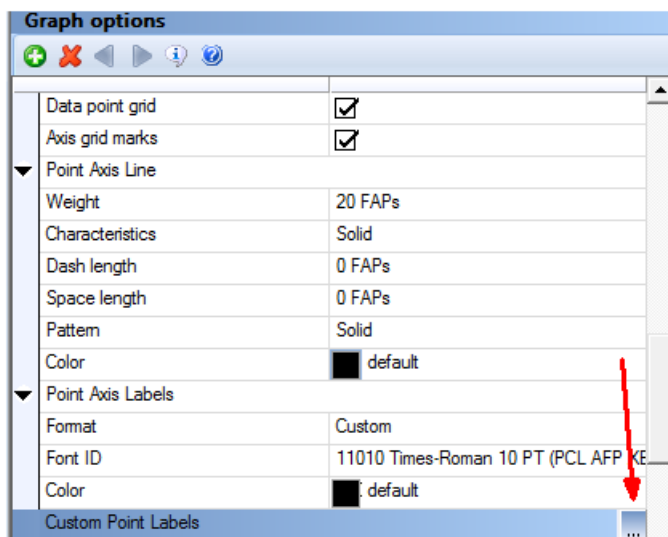 Graph options
Data point grid
Axis grid marks
Point Axis Line
Weight 20 FAPs
Characteristics Solid
Dash length 0 FAPs
Space length 0 FAPs
Pattern Solid
Color default
Point Axis Labels
Format Custom
Font ID 11010 Times-Roman 10 PT (PCL AFP XE
Color default
Custom Point Labels ...